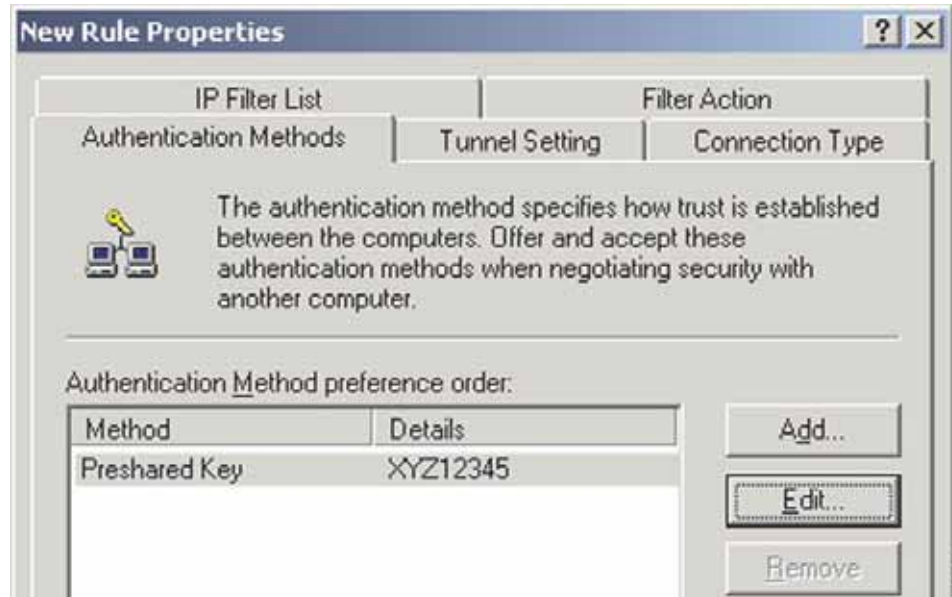 New Rule Properties
? ×
IP Filter List
Filter Action
Authentication Methods
Tunnel Setting
Connection Type
The authentication method specifies how trust is established
between the computers. Offer and accept these
authentication methods when negotiating security with
another computer.
Authentication Method preference order:
Method
Details
Preshared Key
XYZ12345
Add...
Edit...
Remove